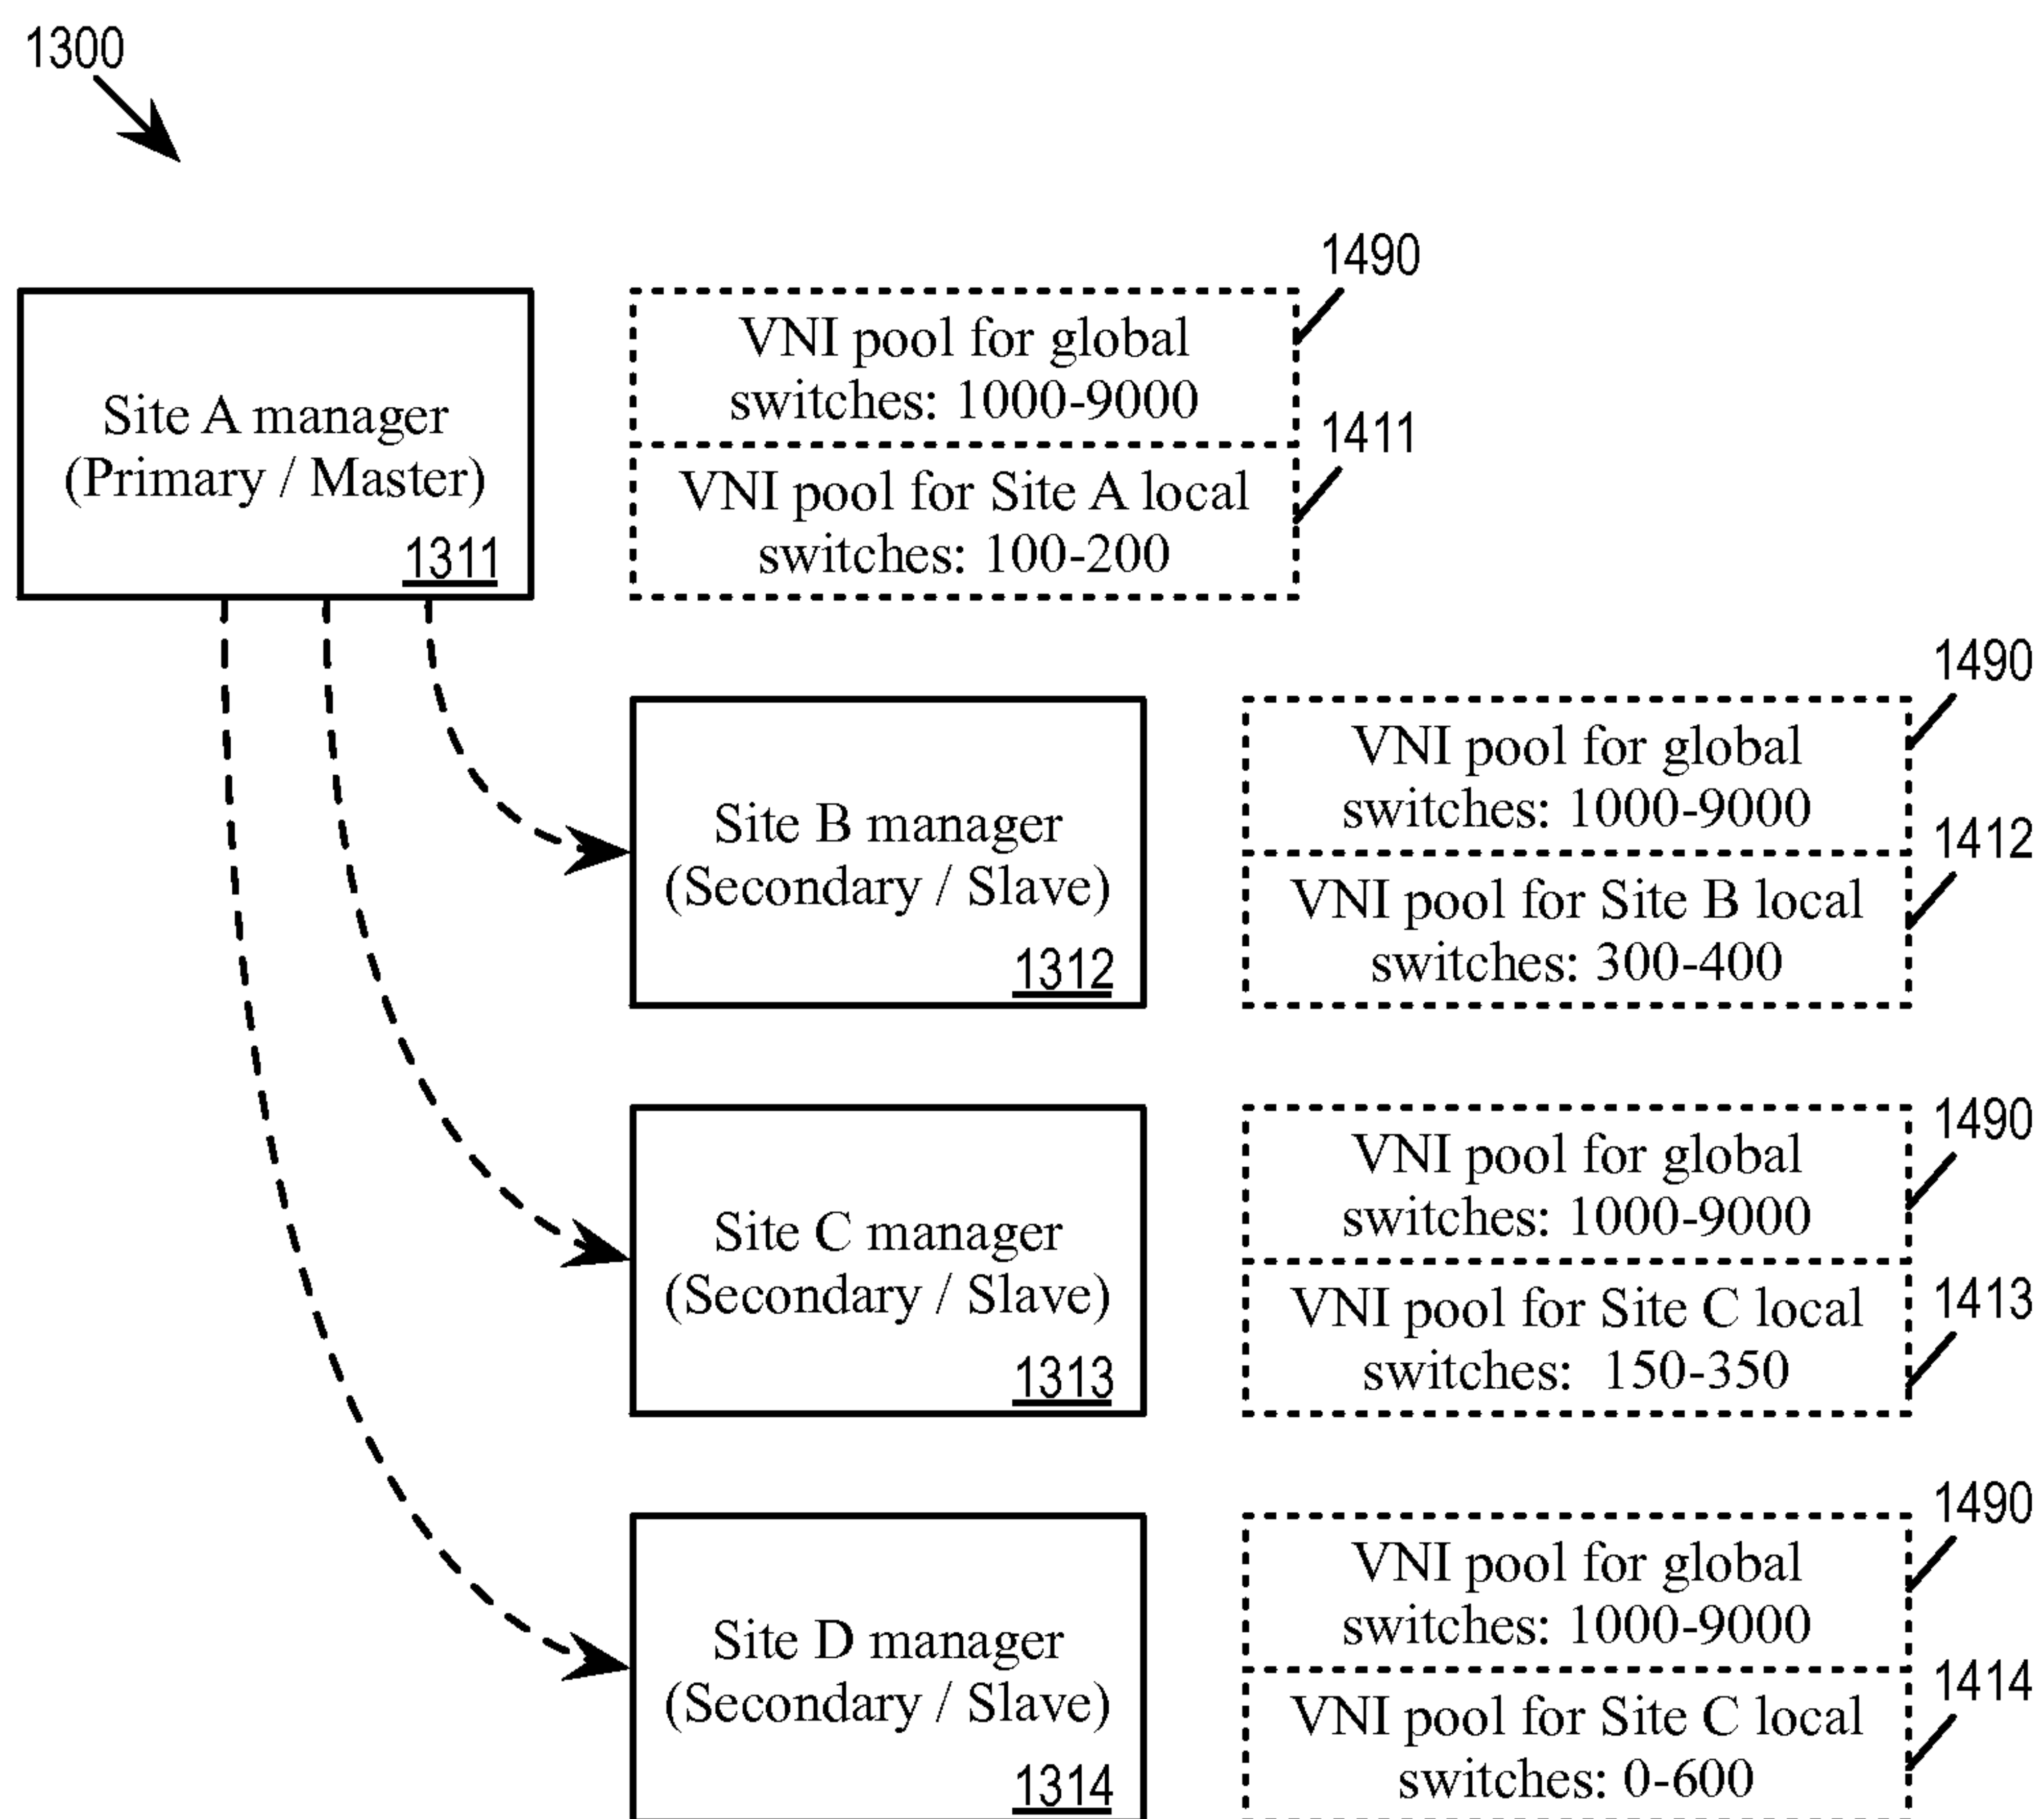 1300
1490
VNI pool for global
switches: 1000-9000
1411
Site A manager
(Primary / Master)
1311
VNI pool for Site A local
switches: 100-200
1490
VNI pool for global
switches: 1000-9000
1412
Site B manager
(Secondary / Slave)
1312
VNI pool for Site B local
switches: 300-400
1490
VNI pool for global
switches: 1000-9000
1413
Site C manager
(Secondary / Slave)
1313
VNI pool for Site C local
switches: 150-350
1490
VNI pool for global
switches: 1000-9000
1414
Site D manager
(Secondary / Slave)
1314
VNI pool for Site C local
switches: 0-600